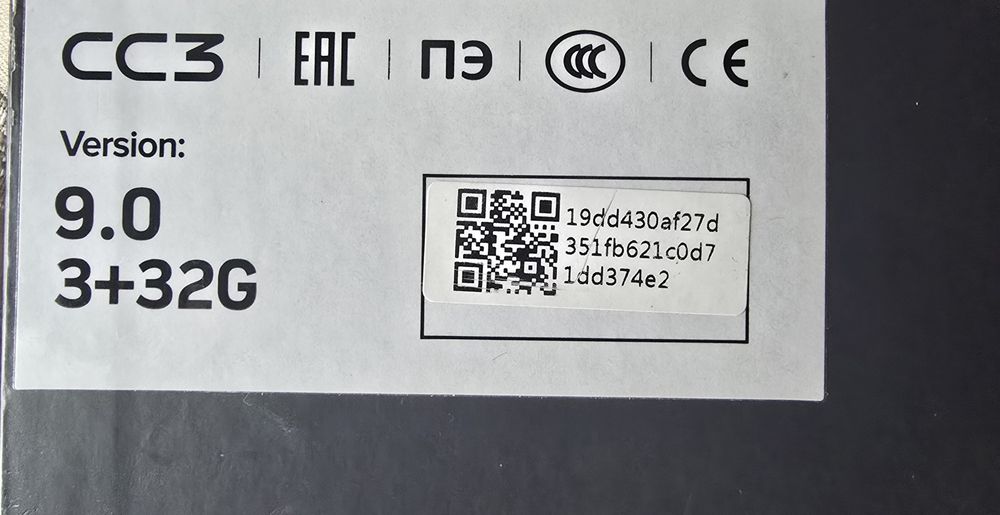 CC3 | EAC | ПЭ | CCC | CE
Version:
9.0
3+32G
19dd430af27d
351fb621c0d7
1dd374e2